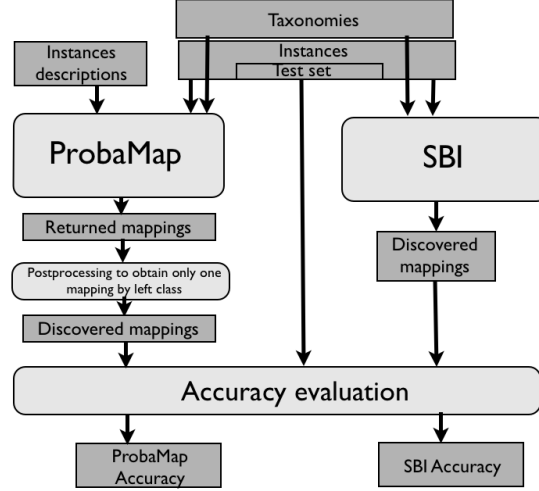 Taxonomies
Instances
Test set
Instances
descriptions
ProbaMap
SBI
Returned mappings
Discovered
mappings
Postprocessing to obtain only one
mapping by left class
Discovered mappings
Accuracy evaluation
ProbaMap
Accuracy
SBI Accuracy